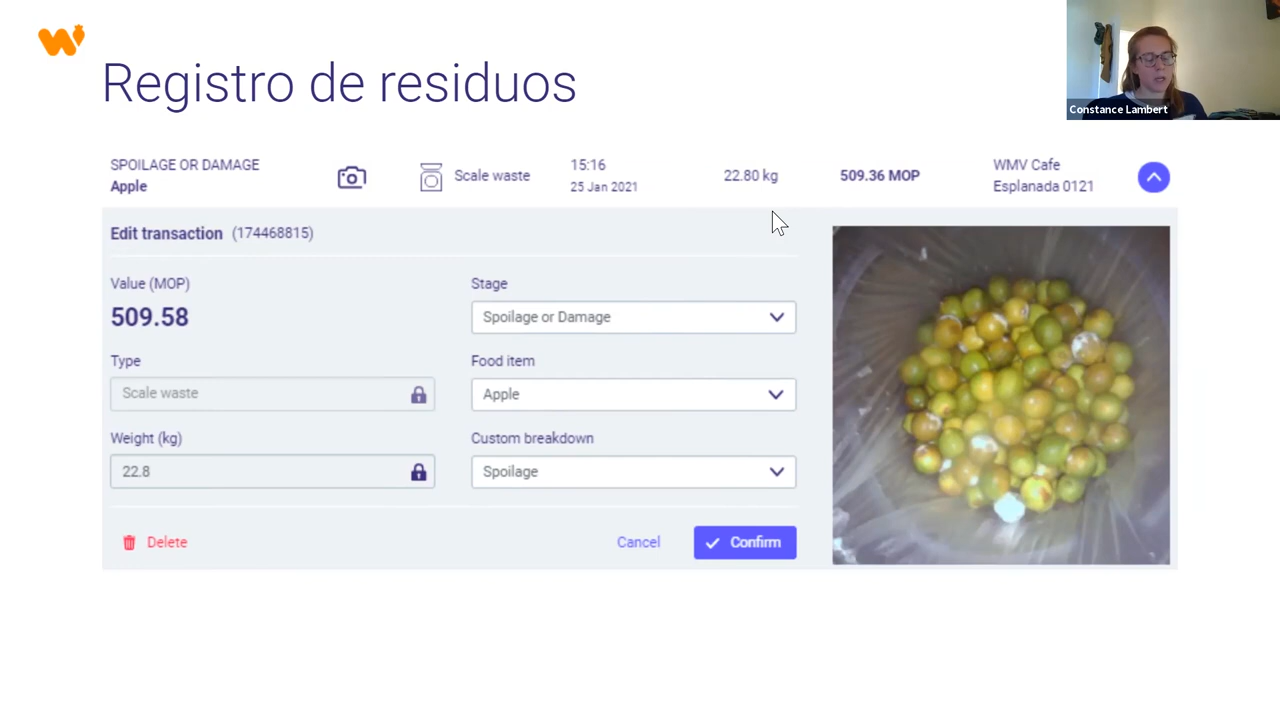 Registro de residuos
Constance Lambert
SPOILAGE OR DAMAGE
Apple
Scale waste
15:16
25 Jan 2021
22.80 kg
509.36 MOP
WMV Cafe
Esplanada 0121
Edit transaction (174468815)
Value (MOP)
509.58
Stage
Spoilage or Damage
Type
Scale waste
Food item
Apple
Weight (kg)
22.8
Custom breakdown
Spoilage
Delete
Cancel
Confirm